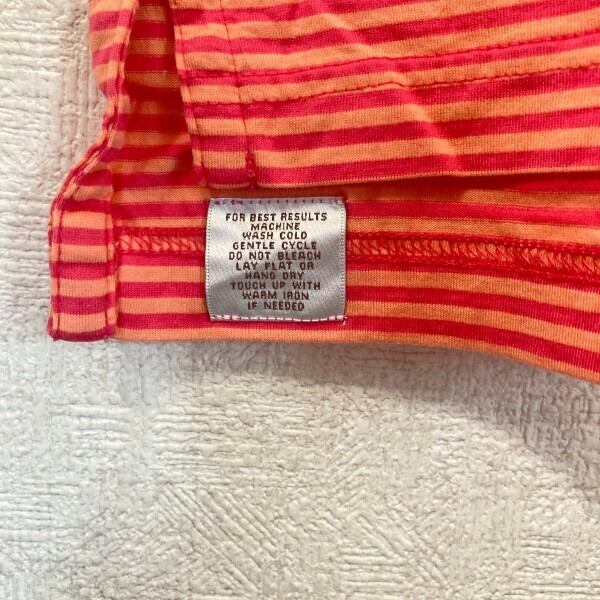 FOR BEST RESULTS
MACHINE
WASH COLD
GENTLE CYCLE
DO NOT BLEACH
LAY FLAT OR
HANG DRY
TOUCH UP WITH
WARM IRON
IF NEEDED